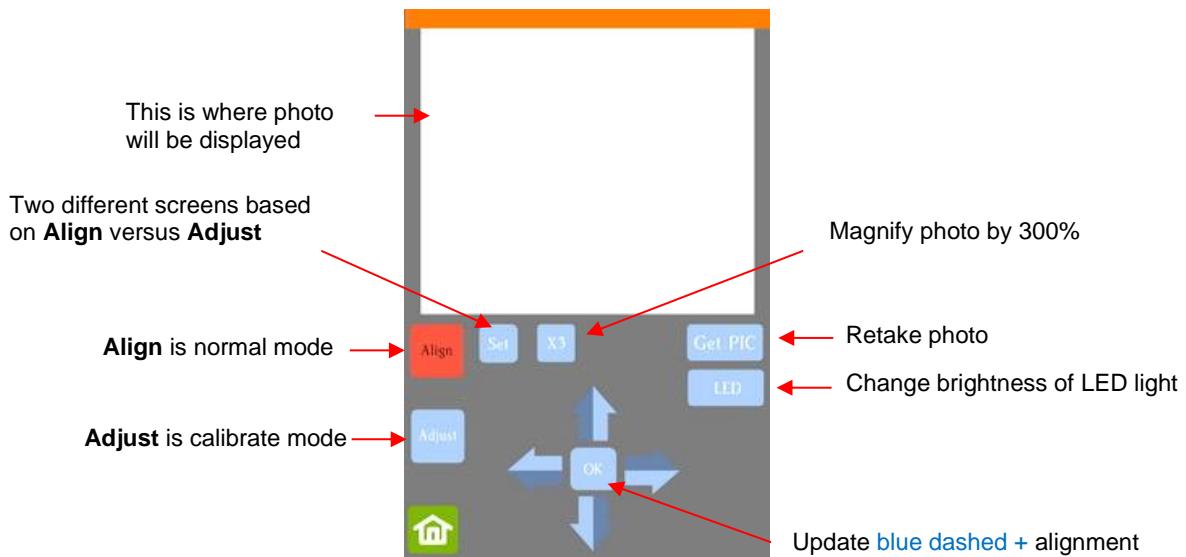 This is where photo
will be displayed
Two different screens based
on Align versus Adjust
Magnify photo by 300%
Align is normal mode
Align
Set
X3
Get PIC
Retake photo
LED
Change brightness of LED light
Adjust is calibrate mode
Adjust
OK
Update blue dashed + alignment